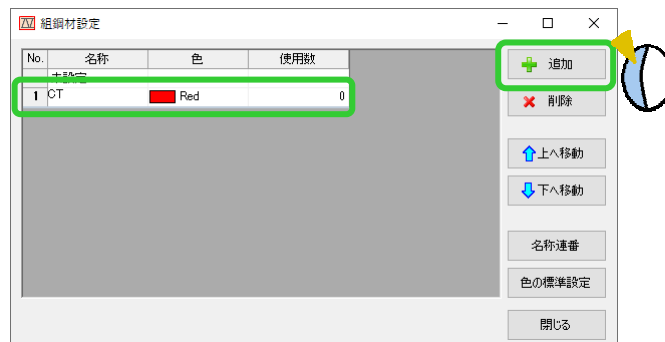 組鋼材設定
No. 名称 色 使用数
未設定
1 CT Red 0
追加
削除
上へ移動
下へ移動
名称連番
色の標準設定
閉じる